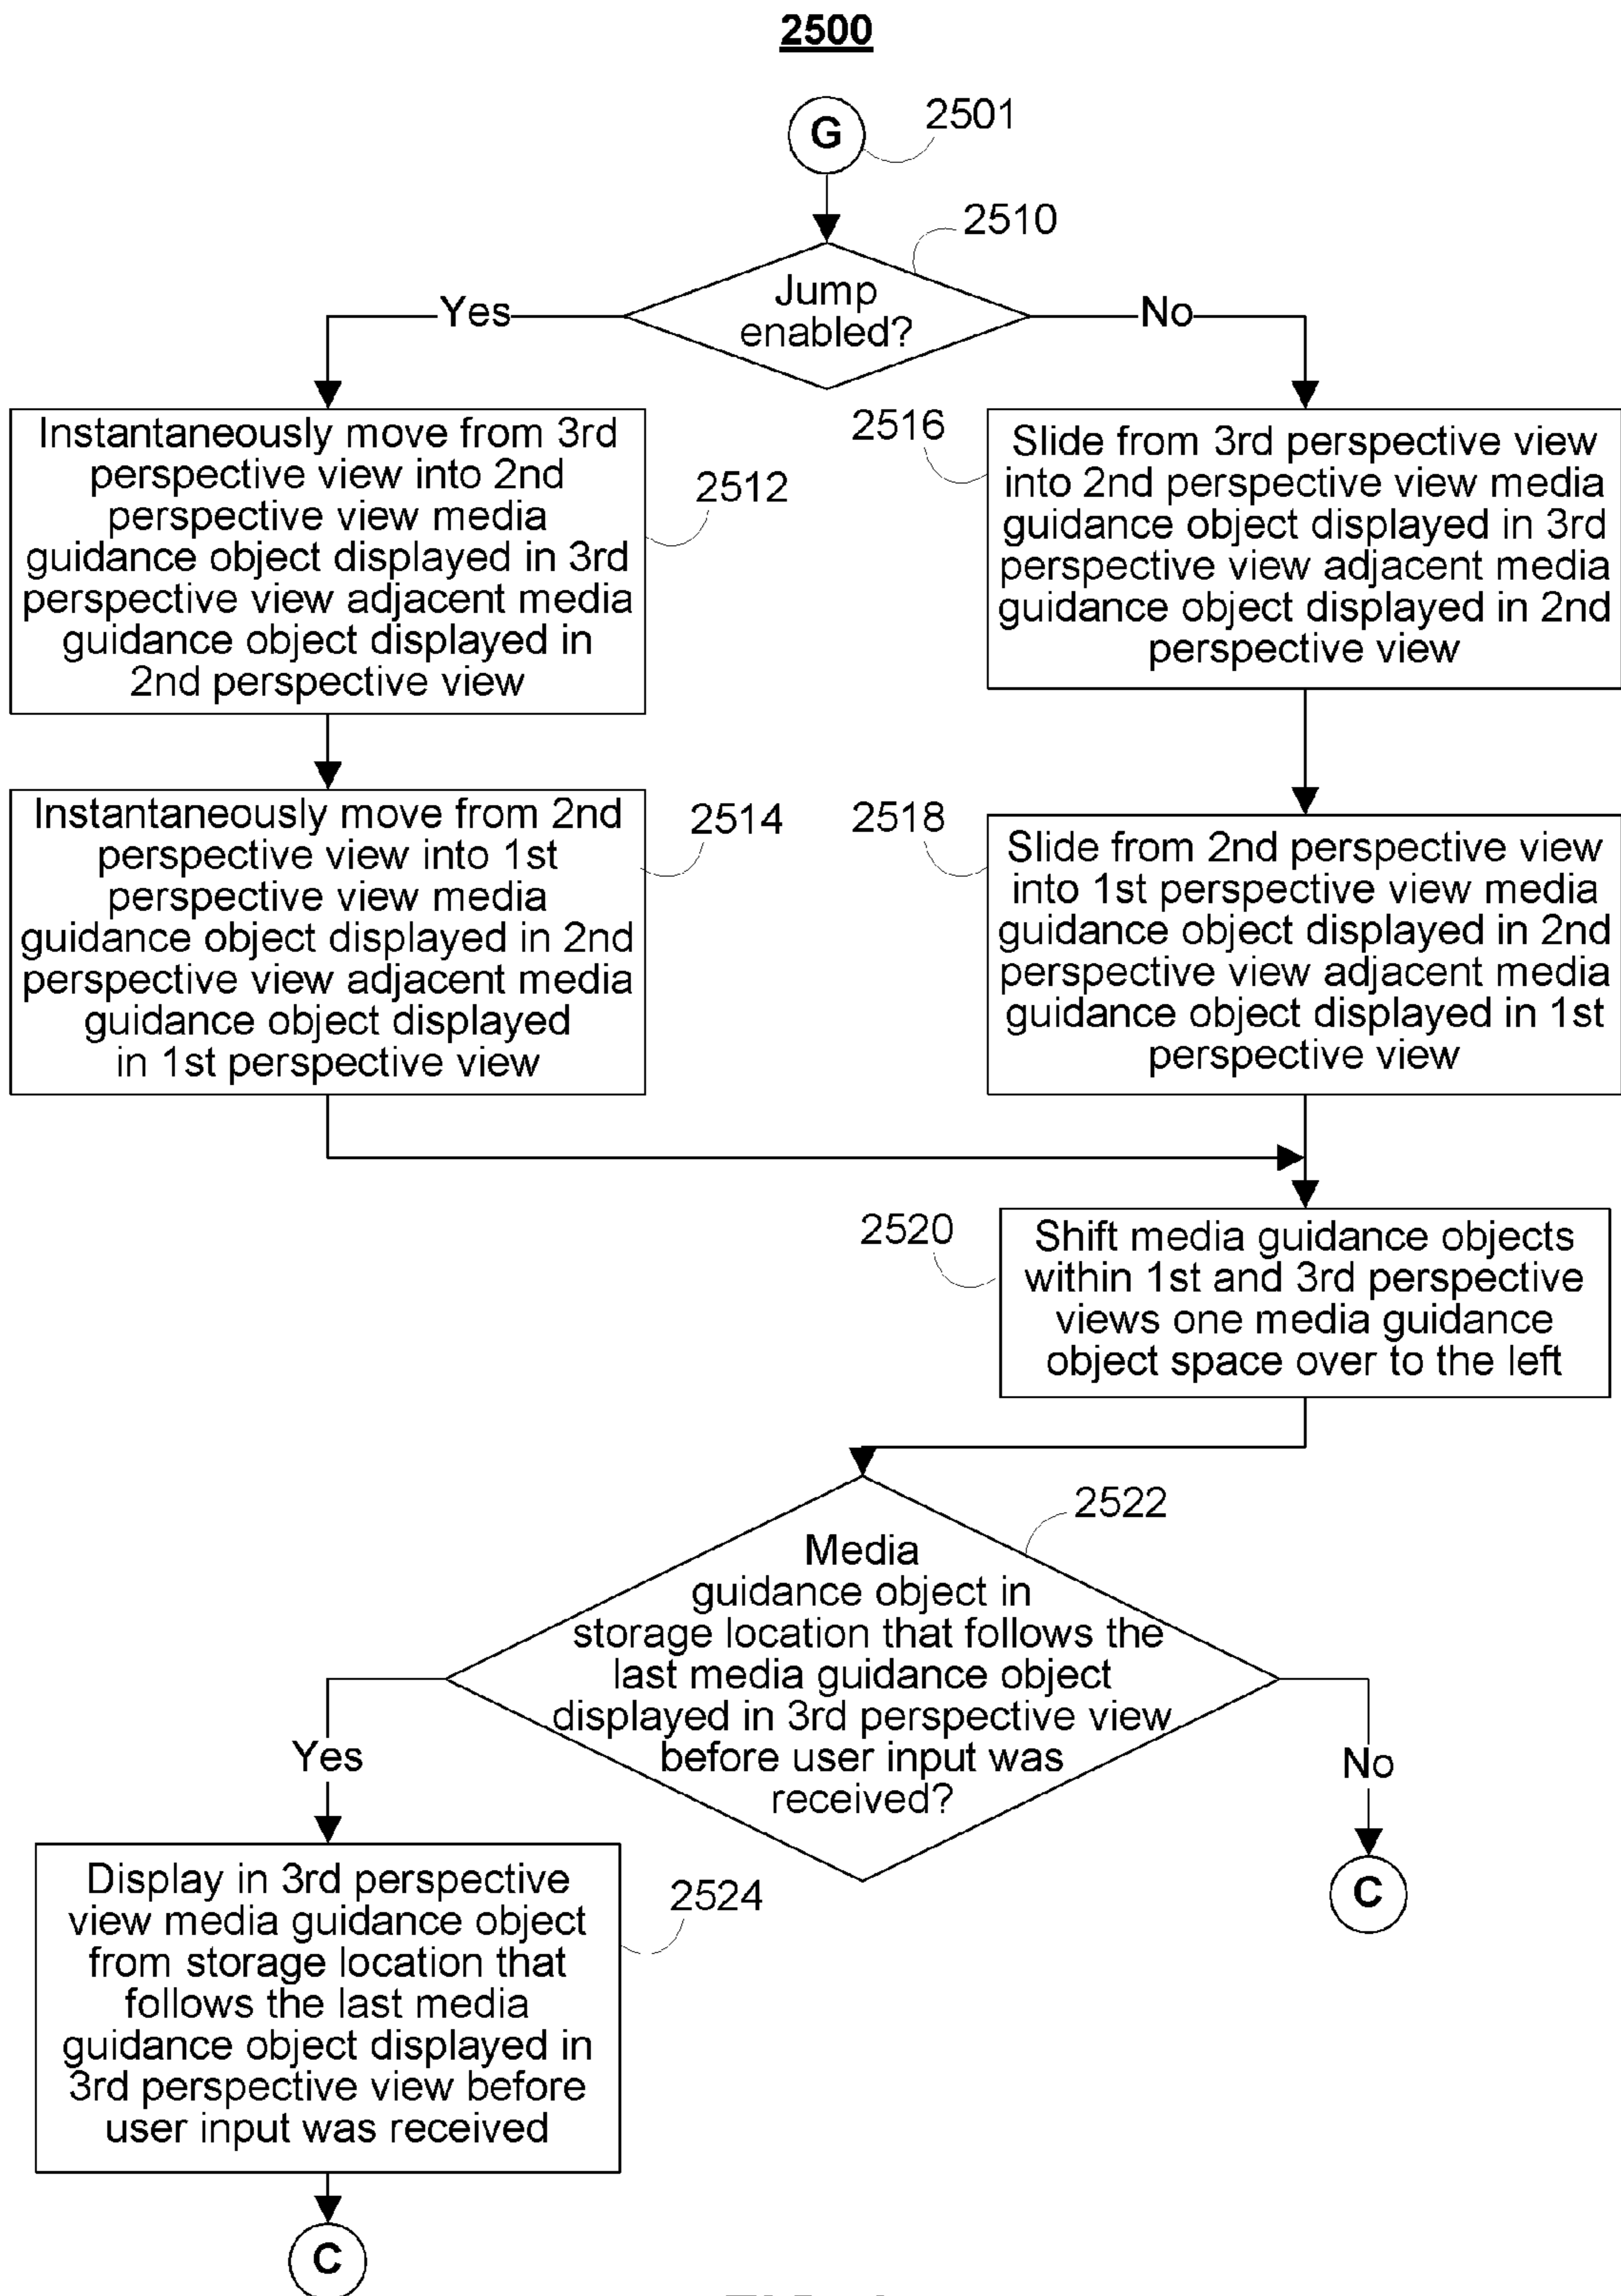 2500
G
2501
2510
Jump
enabled?
Yes
No
Instantaneously move from 3rd
perspective view into 2nd
perspective view media
guidance object displayed in 3rd
perspective view adjacent media
guidance object displayed in
2nd perspective view
2512
2516
Slide from 3rd perspective view
into 2nd perspective view media
guidance object displayed in 3rd
perspective view adjacent media
guidance object displayed in 2nd
perspective view
Instantaneously move from 2nd
perspective view into 1st
perspective view media
guidance object displayed in 2nd
perspective view adjacent media
guidance object displayed
in 1st perspective view
2514
2518
Slide from 2nd perspective view
into 1st perspective view media
guidance object displayed in 2nd
perspective view adjacent media
guidance object displayed in 1st
perspective view
2520
Shift media guidance objects
within 1st and 3rd perspective
views one media guidance
object space over to the left
2522
Media
guidance object in
storage location that follows the
last media guidance object
displayed in 3rd perspective view
before user input was
received?
Yes
No
C
Display in 3rd perspective
view media guidance object
from storage location that
follows the last media
guidance object displayed in
3rd perspective view before
user input was received
2524
C